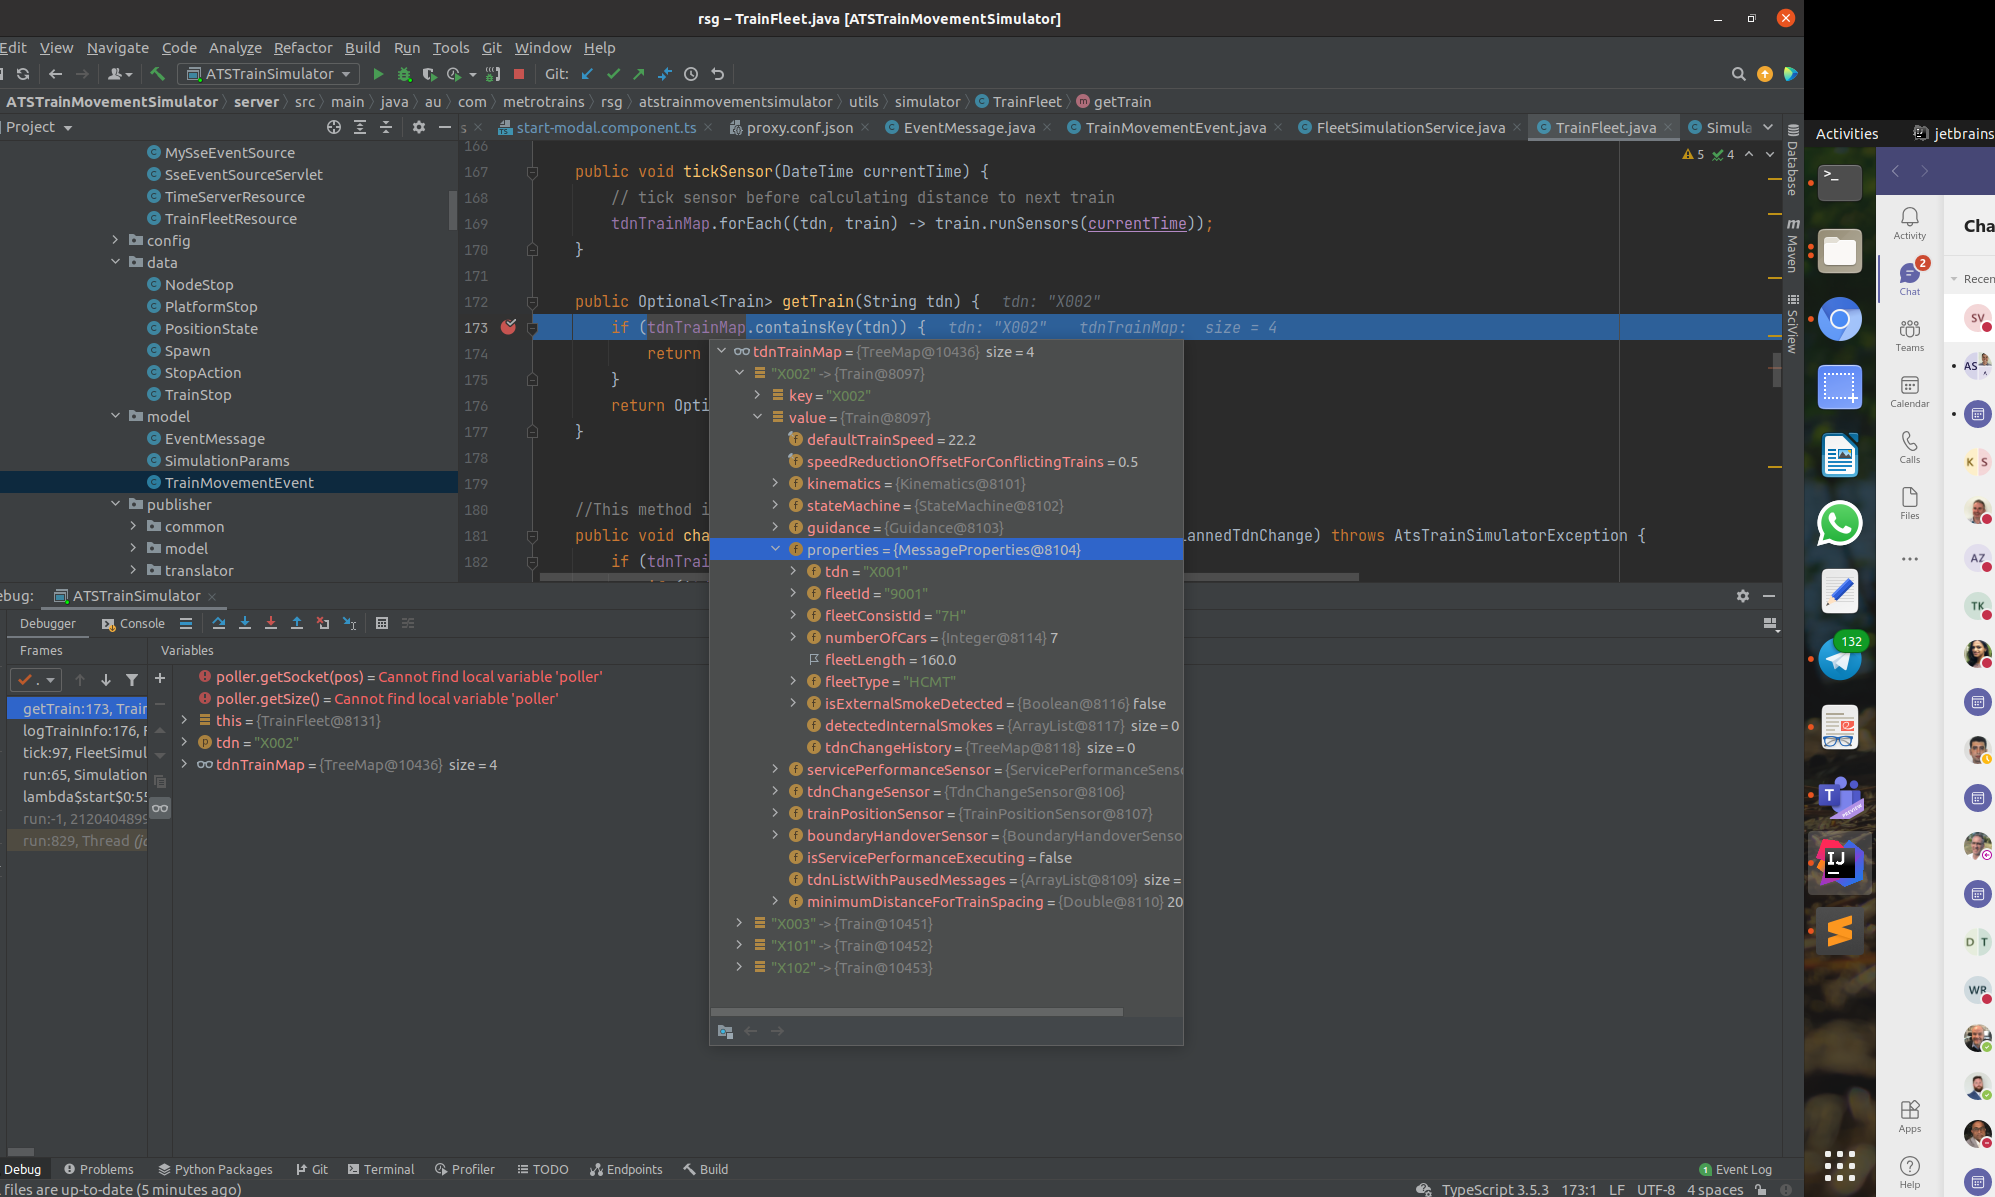 rsg – TrainFleet.java [ATSTrainMovementSimulator]
Edit View Navigate Code Analyze Refactor Build Run Tools Git Window Help
ATSTrainSimulator Git:
ATSTrainMovementSimulator server src main java au com metrotrains rsg atstrainmovementsimulator utils simulator TrainFleet getTrain
Project
s start-modal.component.ts proxy.conf.json EventMessage.java TrainMovementEvent.java FleetSimulationService.java TrainFleet.java Simula
MySseEventSource
SseEventSourceServlet
TimeServerResource
TrainFleetResource
config
data
NodeStop
PlatformStop
PositionState
Spawn
StopAction
TrainStop
model
EventMessage
SimulationParams
TrainMovementEvent
publisher
common
model
translator
5 4
166
167 public void tickSensor(DateTime currentTime) {
168 // tick sensor before calculating distance to next train
169 tdnTrainMap.forEach((tdn, train) -> train.runSensors(currentTime));
170 }
171
172 public Optional<Train> getTrain(String tdn) { tdn: "X002"
173 if (tdnTrainMap.containsKey(tdn)) { tdn: "X002" tdnTrainMap: size = 4
174 return
175 }
176 return Opti
177 }
178
179
180 //This method i
181 public void cha lannedTdnChange) throws AtsTrainSimulatorException {
182 if (tdnTrai
tdnTrainMap = {TreeMap@10436} size = 4
"X002" -> {Train@8097}
key = "X002"
value = {Train@8097}
defaultTrainSpeed = 22.2
speedReductionOffsetForConflictingTrains = 0.5
kinematics = {Kinematics@8101}
stateMachine = {StateMachine@8102}
guidance = {Guidance@8103}
properties = {MessageProperties@8104}
tdn = "X001"
fleetId = "9001"
fleetConsistId = "7H"
numberOfCars = {Integer@8114} 7
fleetLength = 160.0
fleetType = "HCMT"
isExternalSmokeDetected = {Boolean@8116} false
detectedInternalSmokes = {ArrayList@8117} size = 0
tdnChangeHistory = {TreeMap@8118} size = 0
servicePerformanceSensor = {ServicePerformanceSenso
tdnChangeSensor = {TdnChangeSensor@8106}
trainPositionSensor = {TrainPositionSensor@8107}
boundaryHandoverSensor = {BoundaryHandoverSenso
isServicePerformanceExecuting = false
tdnListWithPausedMessages = {ArrayList@8109} size =
minimumDistanceForTrainSpacing = {Double@8110} 20
"X003" -> {Train@10451}
"X101" -> {Train@10452}
"X102" -> {Train@10453}
Database
Maven
SciView
ebug: ATSTrainSimulator
Debugger Console
Frames Variables
getTrain:173, Train
logTrainInfo:176, F
tick:97, FleetSimul
run:65, Simulation
lambda$start$0:55
run:-1, 2120404899
run:829, Thread (jc
poller.getSocket(pos) = Cannot find local variable 'poller'
poller.getSize() = Cannot find local variable 'poller'
this = {TrainFleet@8131}
tdn = "X002"
tdnTrainMap = {TreeMap@10436} size = 4
Debug Problems Python Packages Git Terminal Profiler TODO Endpoints Build 1 Event Log
files are up-to-date (5 minutes ago) TypeScript 3.5.3 173:1 LF UTF-8 4 spaces
Activities jetbrains
132
Activity
2
Chat
Teams
Calendar
Calls
Files
Apps
Help
Cha
Recen
SV
AS
K S
AZ
TK
D T
WR